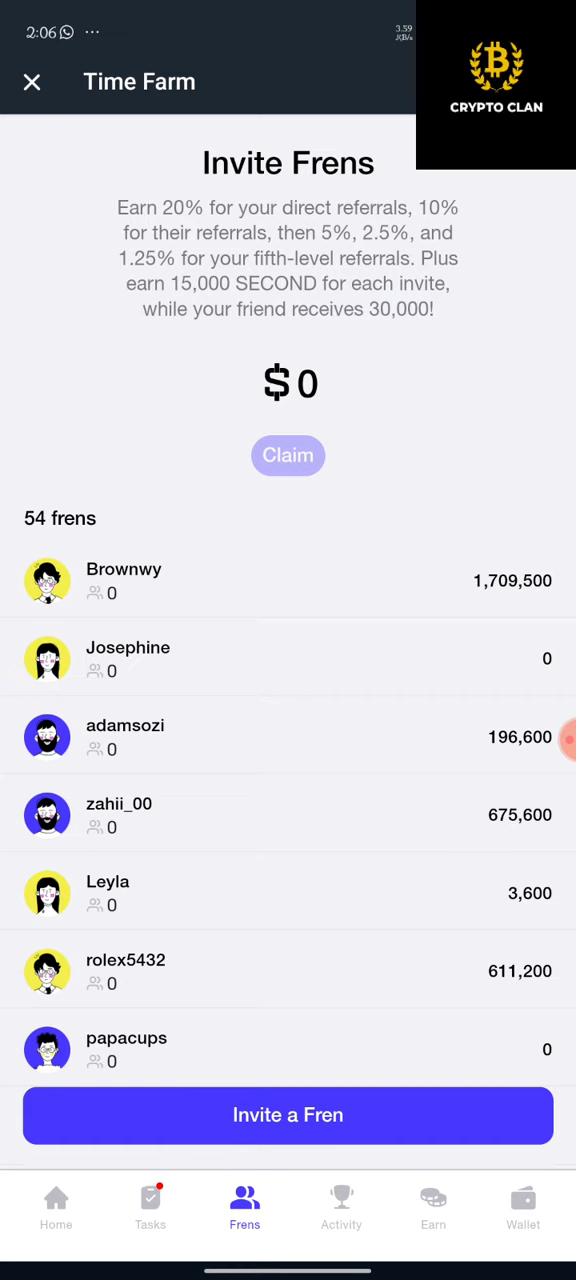 2:06
3.59
KB/s
Time Farm
CRYPTO CLAN
Invite Frens
Earn 20% for your direct referrals, 10%
for their referrals, then 5%, 2.5%, and
1.25% for your fifth-level referrals. Plus
earn 15,000 SECOND for each invite,
while your friend receives 30,000!
$ 0
Claim
54 frens
Brownwy
0
1,709,500
Josephine
0
0
adamsozi
0
196,600
zahii_00
0
675,600
Leyla
0
3,600
rolex5432
0
611,200
papacups
0
0
Invite a Fren
Home
Tasks
Frens
Activity
Earn
Wallet